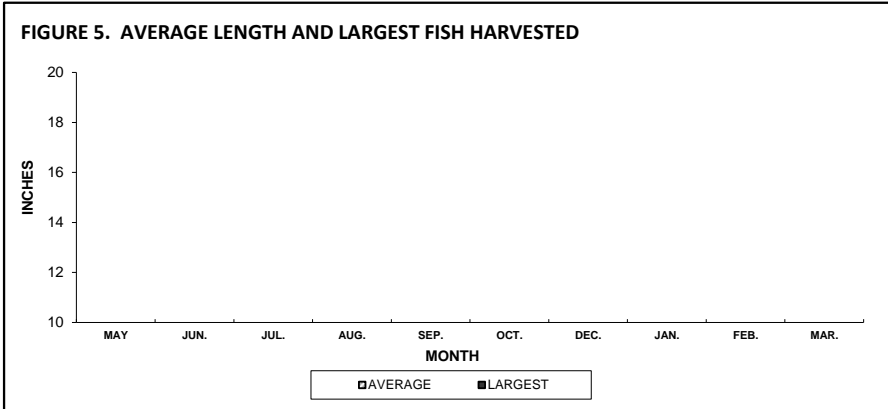 FIGURE 5. AVERAGE LENGTH AND LARGEST FISH HARVESTED
20
18
16
14
12
10
INCHES
MAY JUN. JUL. AUG. SEP. OCT. DEC. JAN. FEB. MAR.
MONTH
AVERAGE LARGEST